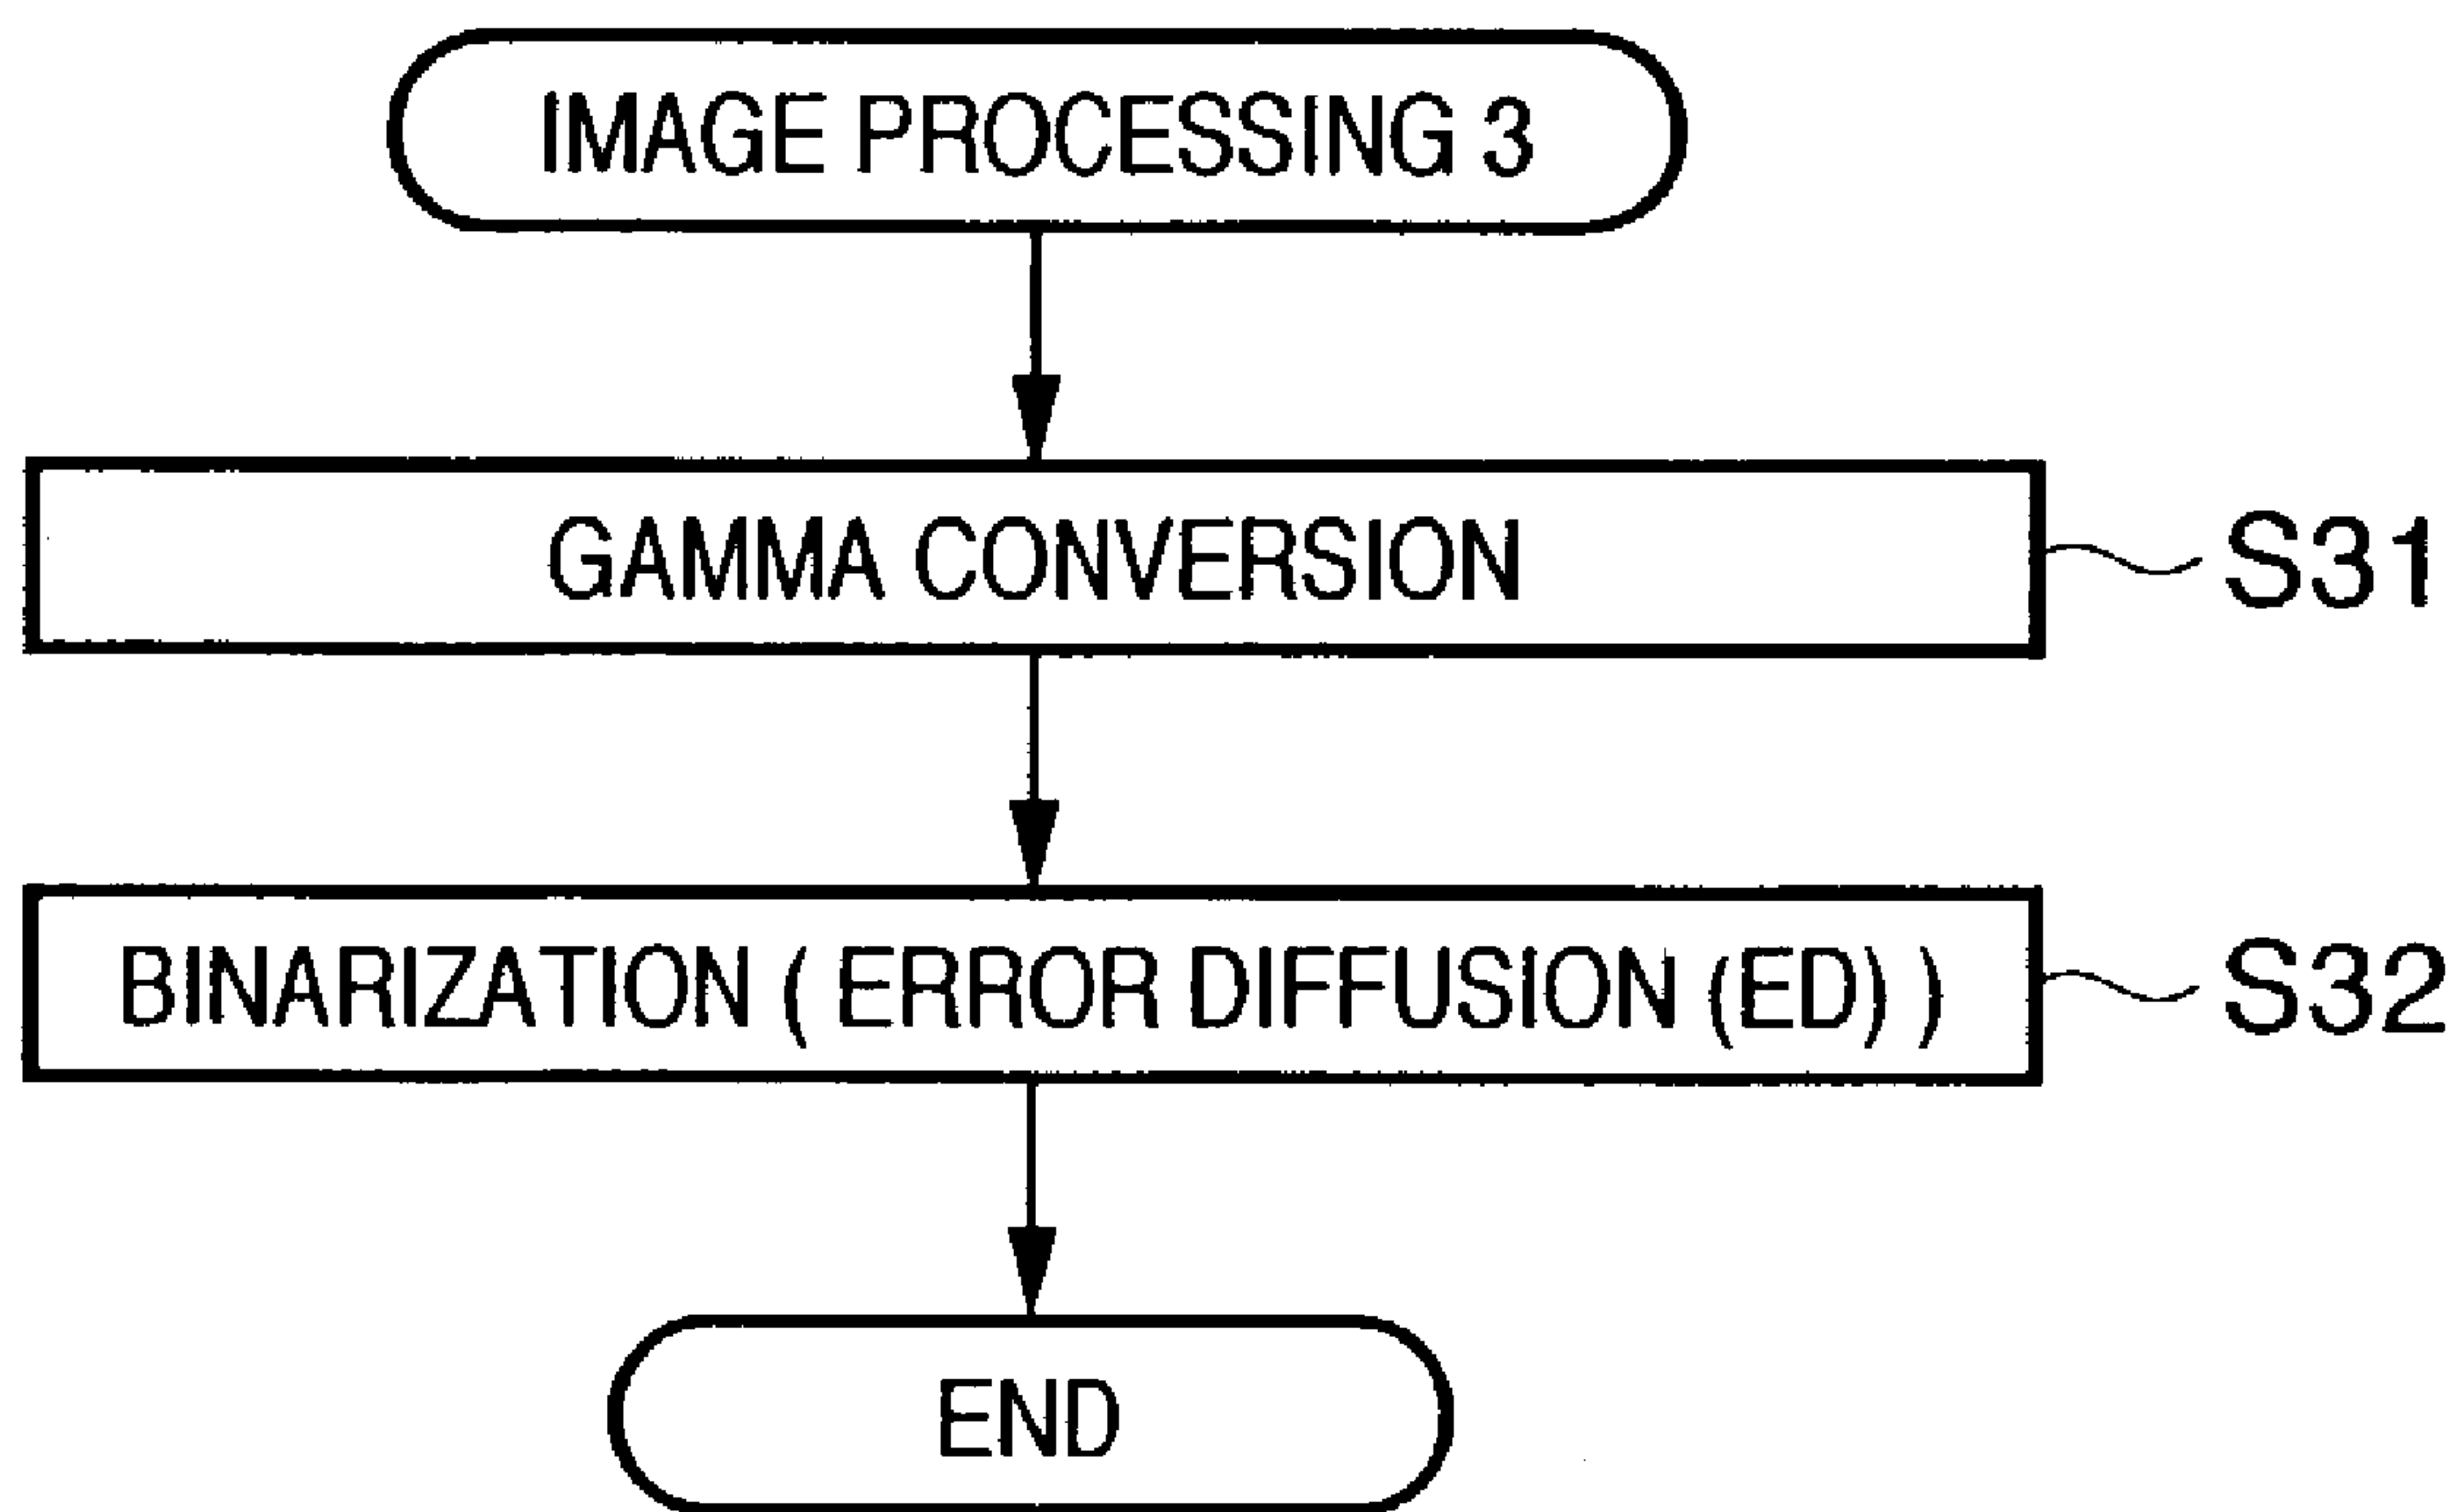 IMAGE PROCESSING 3
GAMMA CONVERSION
S31
BINARIZATION ( ERROR DIFFUSION (ED) )
S32
END